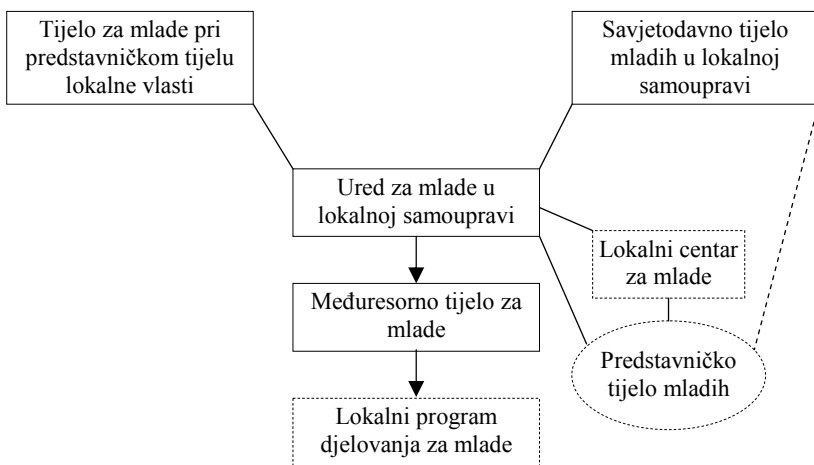 Tijelo za mlade pri
predstavničkom tijelu
lokalne vlasti
Savjetodavno tijelo
mladih u lokalnoj
samoupravi
Ured za mlade u
lokalnoj samoupravi
Lokalni centar
za mlade
Međuresorno tijelo za
mlade
Predstavničko
tijelo mladih
Lokalni program
djelovanja za mlade